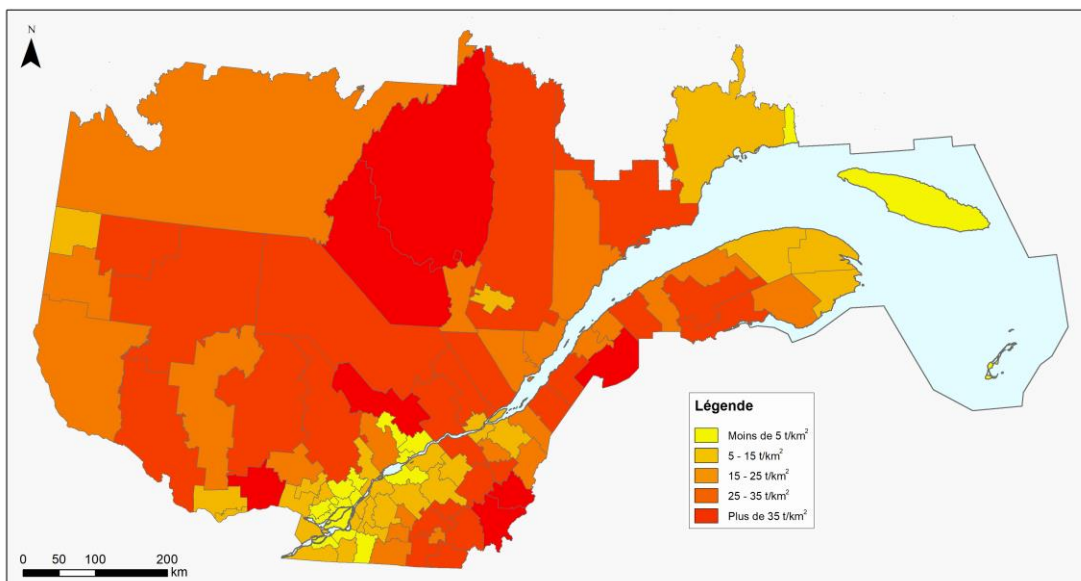 N
Légende
Moins de 5 t/km²
5 - 15 t/km²
15 - 25 t/km²
25 - 35 t/km²
Plus de 35 t/km²
0 50 100 200
km